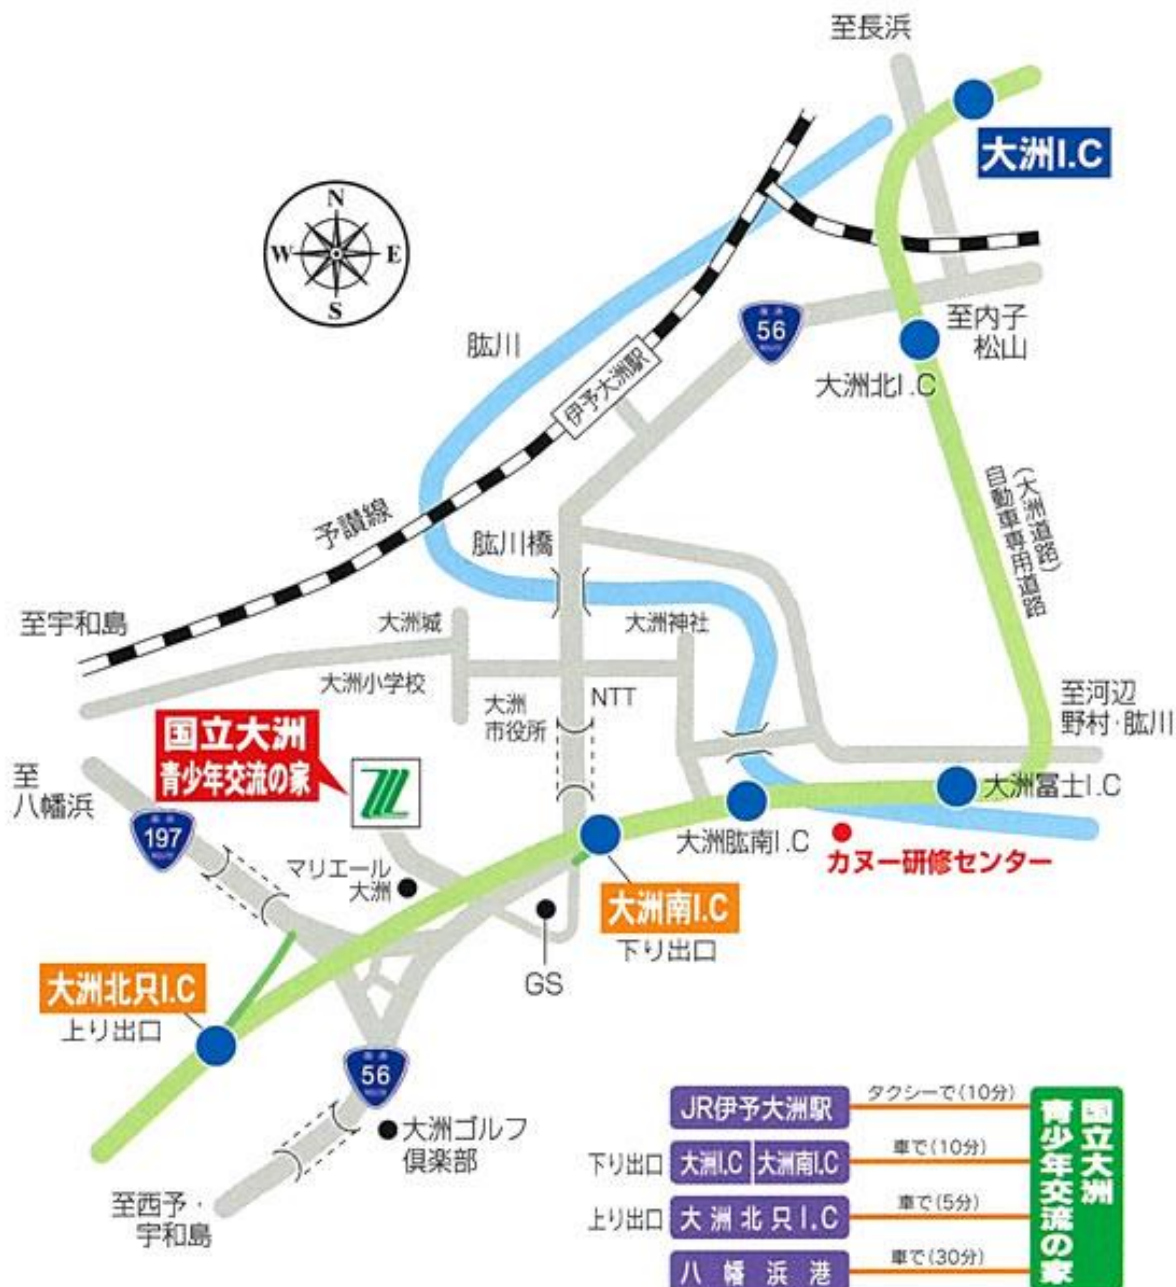 至長浜
大洲I.C
N
W E
S
肱川
56
至内子
松山
大洲北I.C
伊予大洲駅
(大洲道路)
自動車専用道路
予讃線
肱川橋
至宇和島
大洲城
大洲神社
大洲小学校
大洲
市役所
NTT
至河辺
野村・肱川
国立大洲
青少年交流の家
至
八幡浜
197
マリエール
大洲
大洲冨士I.C
大洲肱南I.C
カヌー研修センター
大洲南I.C
下り出口
GS
大洲北只I.C
上り出口
56
大洲ゴルフ
倶楽部
至西予・
宇和島
JR伊予大洲駅 タクシーで(10分)
下り出口 大洲I.C 大洲南I.C 車で(10分)
上り出口 大洲北只I.C 車で(5分)
八幡浜港 車で(30分)
国立大洲
青少年交流の家